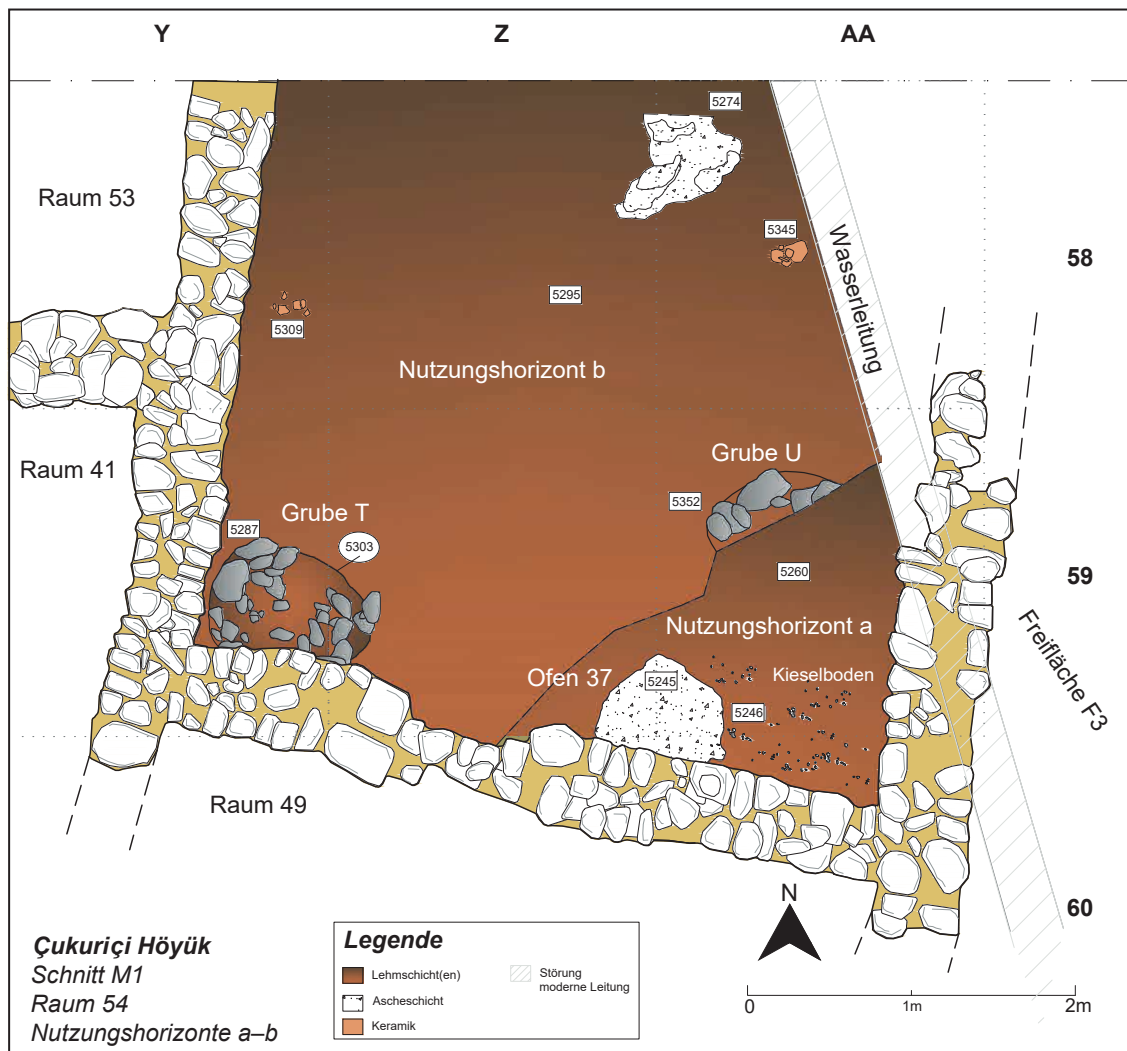 Y
Z
AA
5274
Raum 53
5345
Wasserleitung
58
5295
5309
Nutzungshorizont b
Raum 41
Grube U
5352
Grube T
5287
5303
5260
59
Nutzungshorizont a
Ofen 37
5245
Kieselboden
5246
Freifläche F3
Raum 49
60
N
Çukuriçi Höyük
Schnitt M1
Raum 54
Nutzungshorizonte a–b
Legende
Lehmschicht(en)
Ascheschicht
Keramik
Störung
moderne Leitung
0
1m
2m